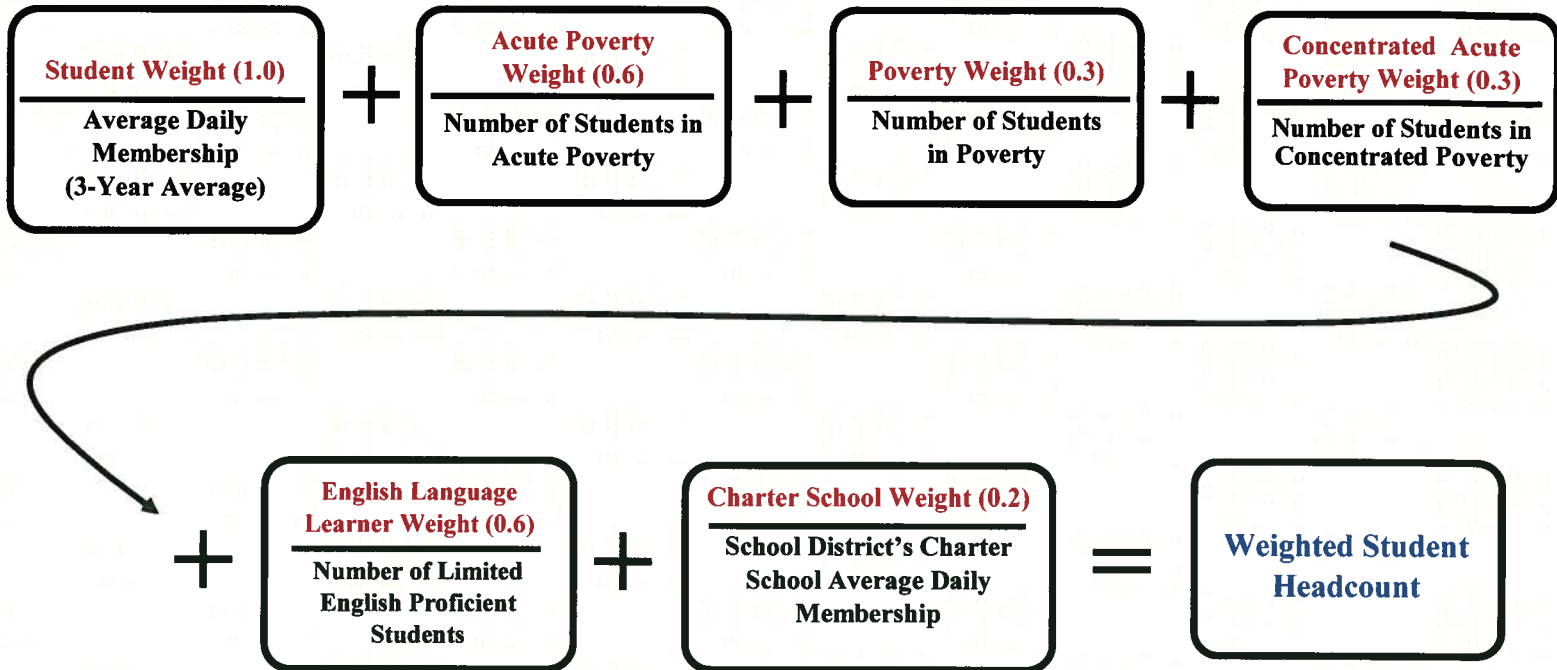 Student Weight (1.0)
Average Daily
Membership
(3-Year Average)
+
Acute Poverty
Weight (0.6)
Number of Students in
Acute Poverty
+
Poverty Weight (0.3)
Number of Students
in Poverty
+
Concentrated Acute
Poverty Weight (0.3)
Number of Students in
Concentrated Poverty
+
English Language
Learner Weight (0.6)
Number of Limited
English Proficient
Students
+
Charter School Weight (0.2)
School District's Charter
School Average Daily
Membership
=
Weighted Student
Headcount